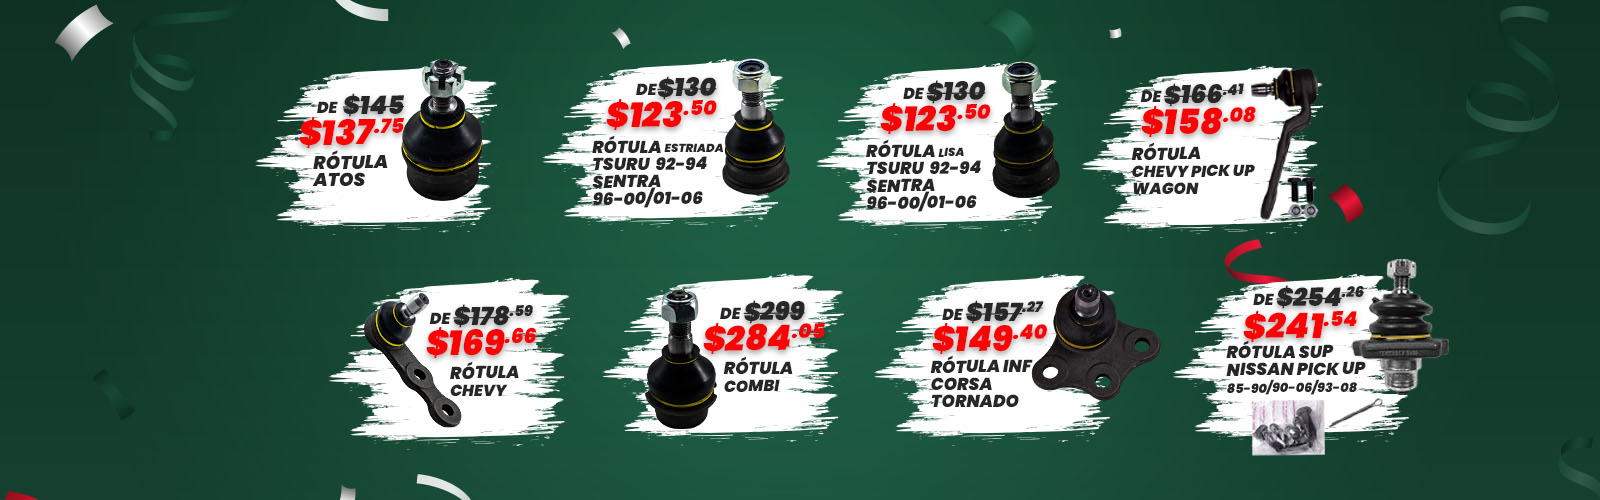 DE $145
$137.75
RÓTULA
ATOS
DE $130
$123.50
RÓTULA ESTRIADA
TSURU 92-94
SENTRA
96-00/01-06
DE $130
$123.50
RÓTULA LISA
TSURU 92-94
SENTRA
96-00/01-06
DE $166.41
$158.08
RÓTULA
CHEVY PICK UP
WAGON
DE $178.59
$169.66
RÓTULA
CHEVY
DE $299
$284.05
RÓTULA
COMBI
DE $157.27
$149.40
RÓTULA INF
CORSA
TORNADO
DE $254.26
$241.54
RÓTULA SUP
NISSAN PICK UP
85-90/90-06/93-08